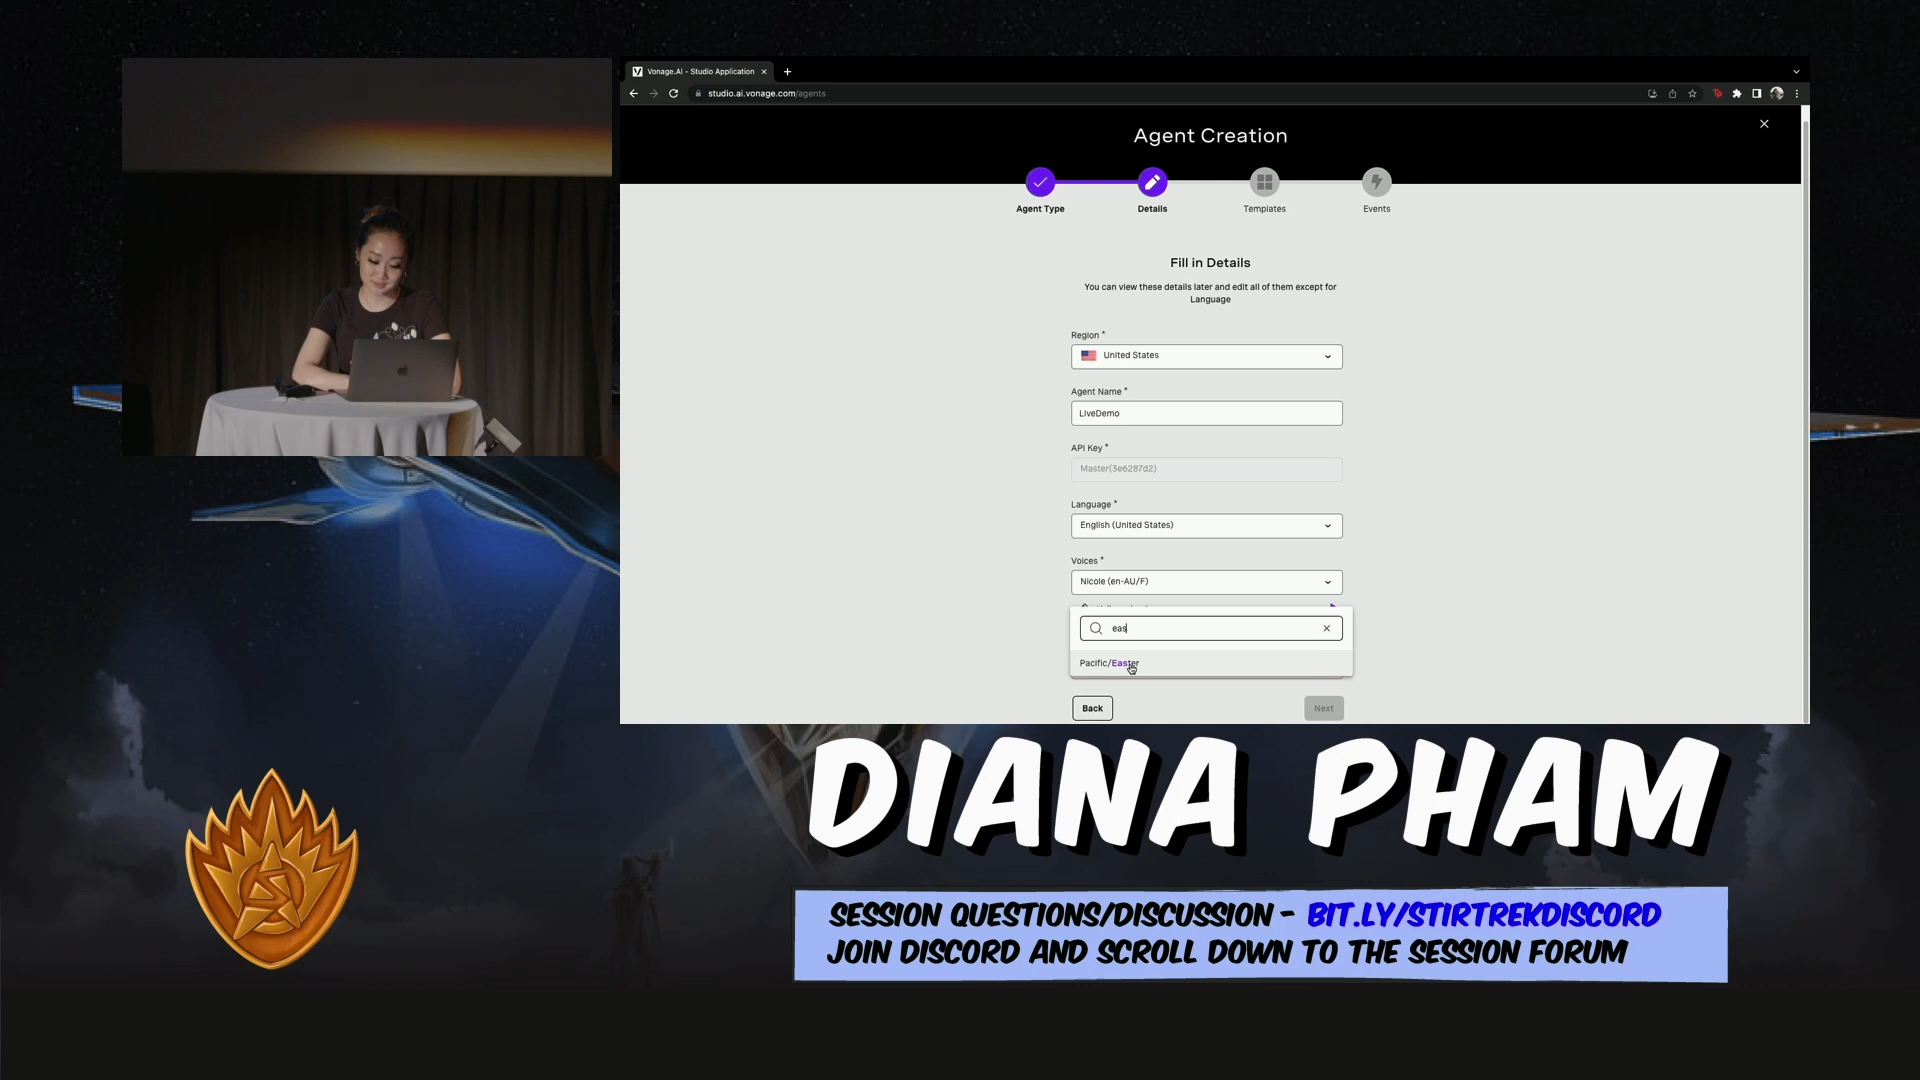 Vonage.AI - Studio Application
studio.ai.vonage.com/agents
Agent Creation
Agent Type
Details
Templates
Events
Fill in Details
You can view these details later and edit all of them except for
Language
Region *
United States
Agent Name *
LiveDemo
API Key *
Master(3e6287d2)
Language *
English (United States)
Voices *
Nicole (en-AU/F)
eas
Pacific/Easter
Back
Next
DIANA PHAM
SESSION QUESTIONS/DISCUSSION - BIT.LY/STIRTREKDISCORD
JOIN DISCORD AND SCROLL DOWN TO THE SESSION FORUM